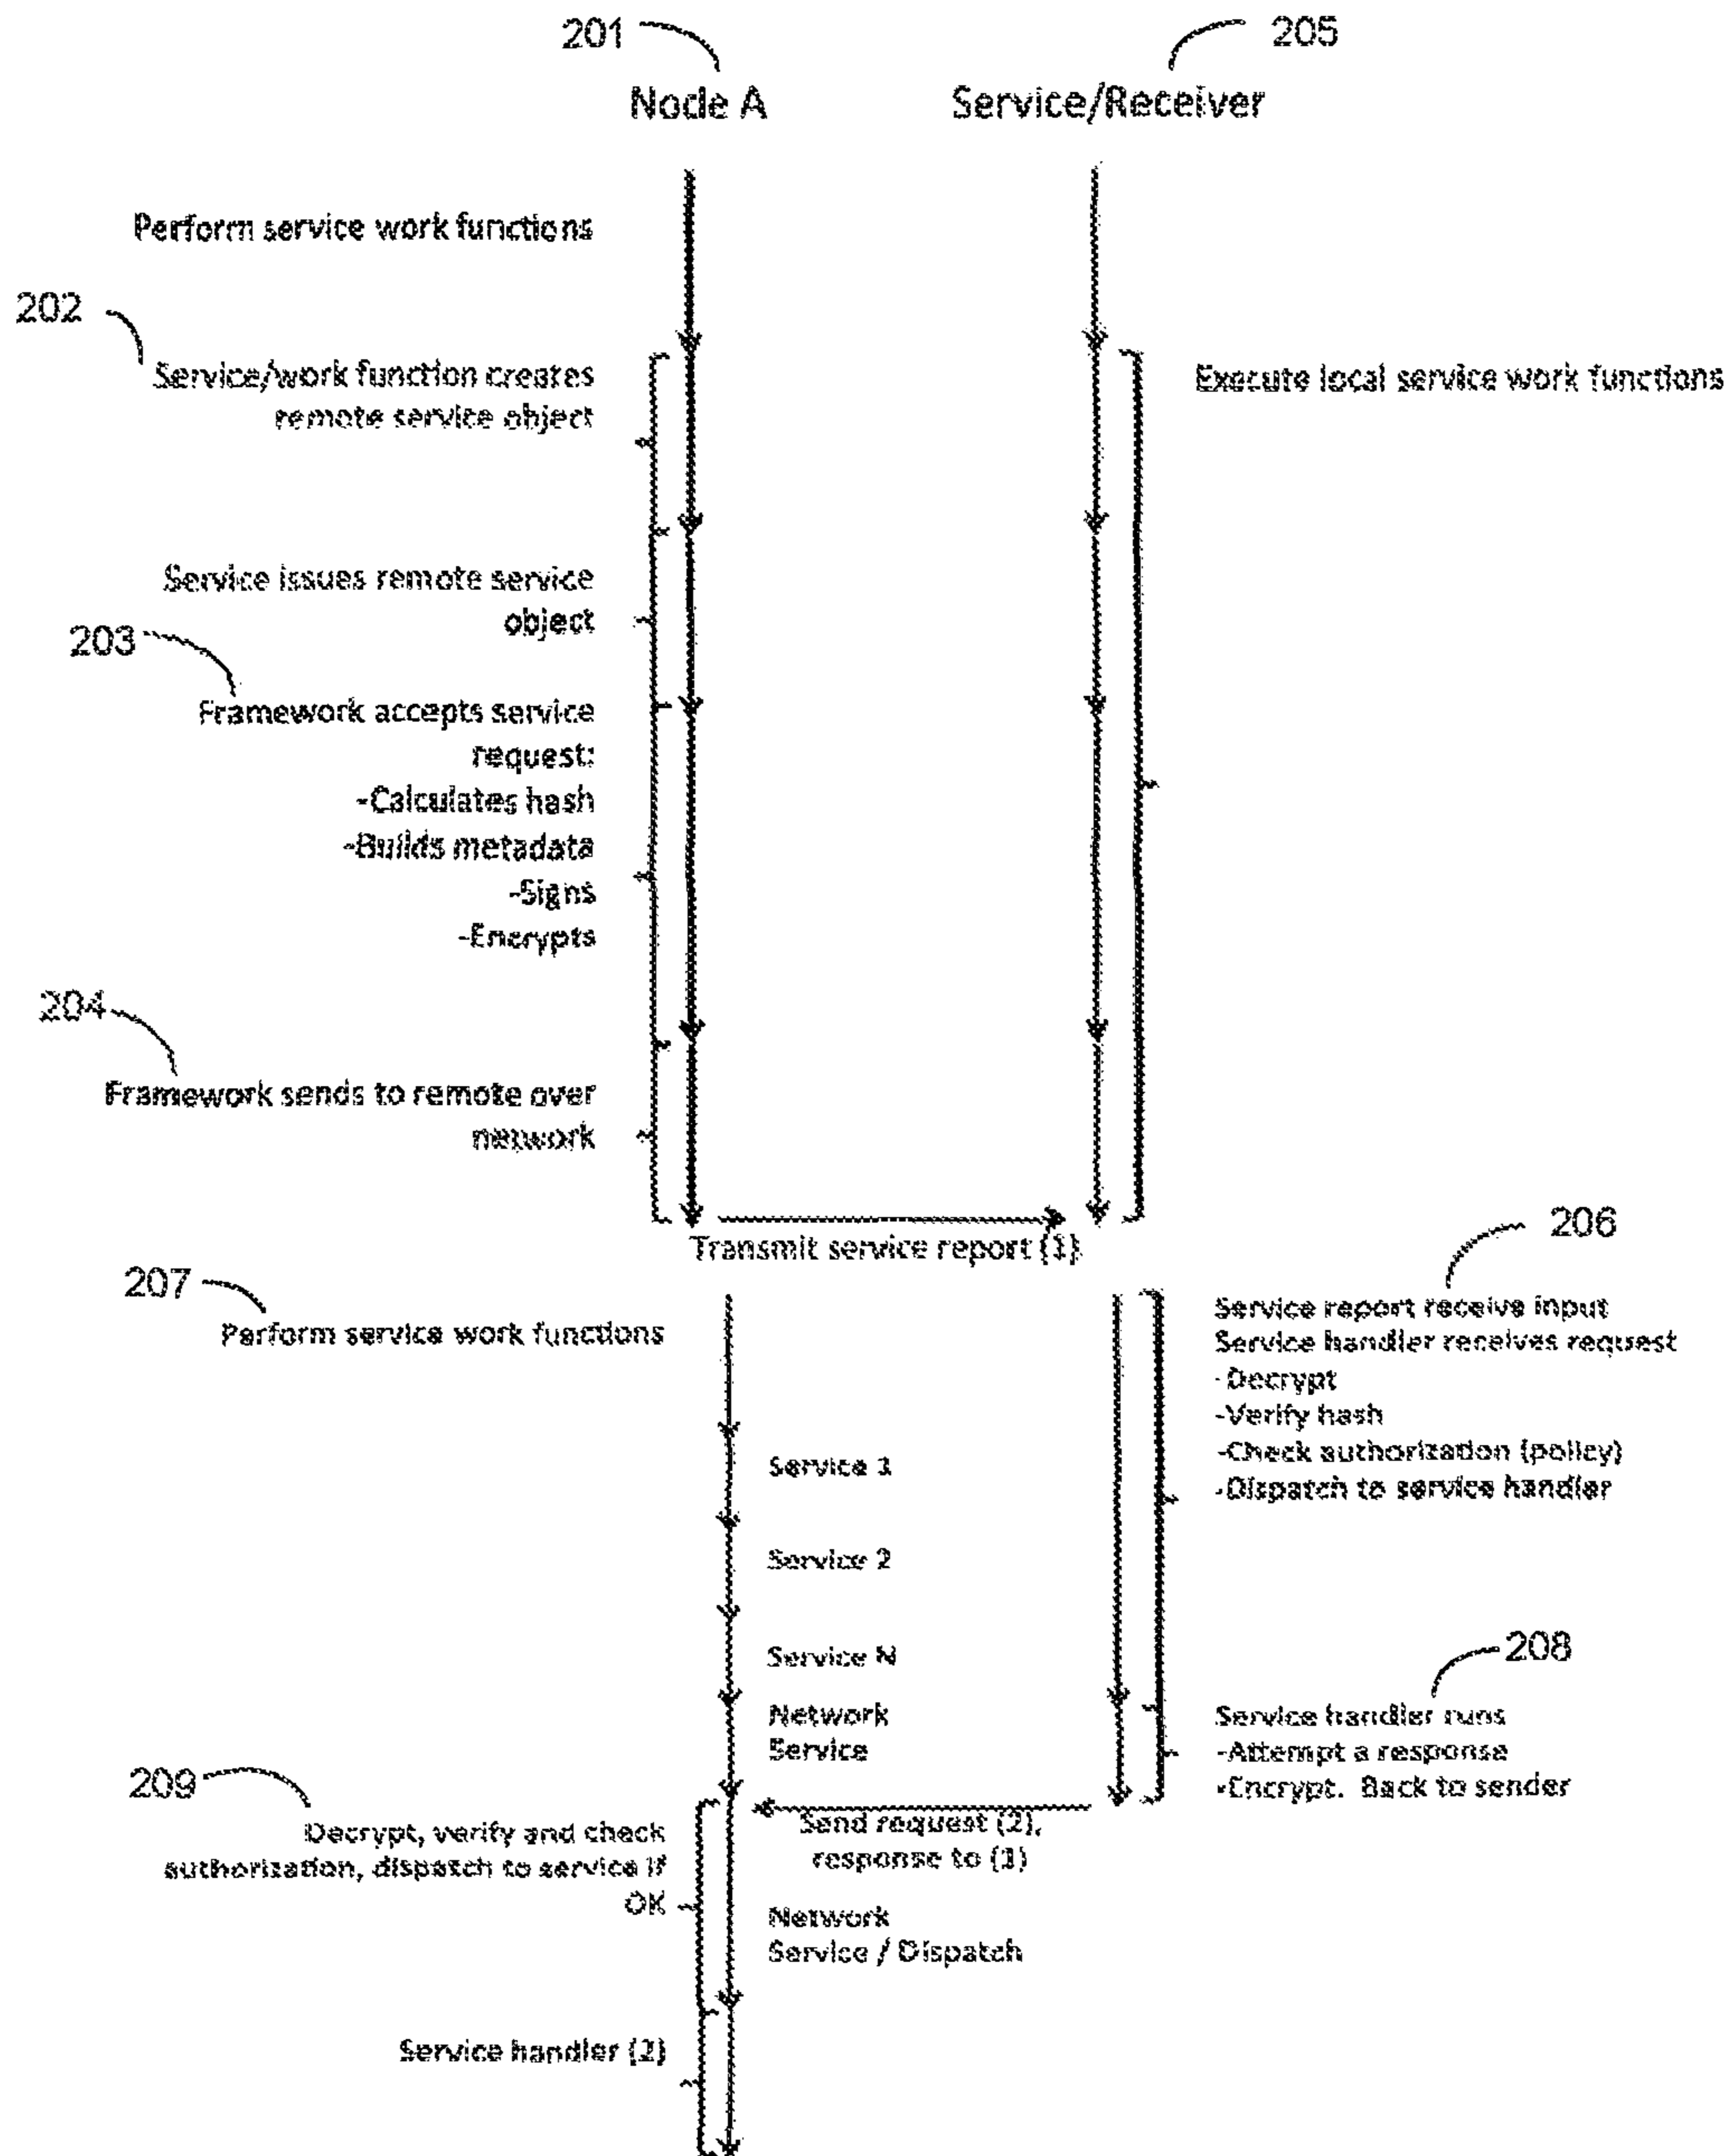 201
205
Node A
Service/Receiver
Perform service work functions
202
Service/work function creates
remote service object
Execute local service work functions
Service issues remote service
object
203
Framework accepts service
request:
-Calculates hash
-Builds metadata
-Signs
-Encrypts
204
Framework sends to remote over
network
Transmit service report (1)
206
207
Perform service work functions
Service report receive input
Service handler receives request
-Decrypt
-Verify hash
-Check authorization (policy)
-Dispatch to service handler
Service 1
Service 2
Service N
Network
Service
208
Service handler runs
-Attempt a response
-Encrypt. Back to sender
209
Decrypt, verify and check
authorization, dispatch to service if
OK
Send request (2),
response to (1)
Network
Service / Dispatch
Service handler (2)